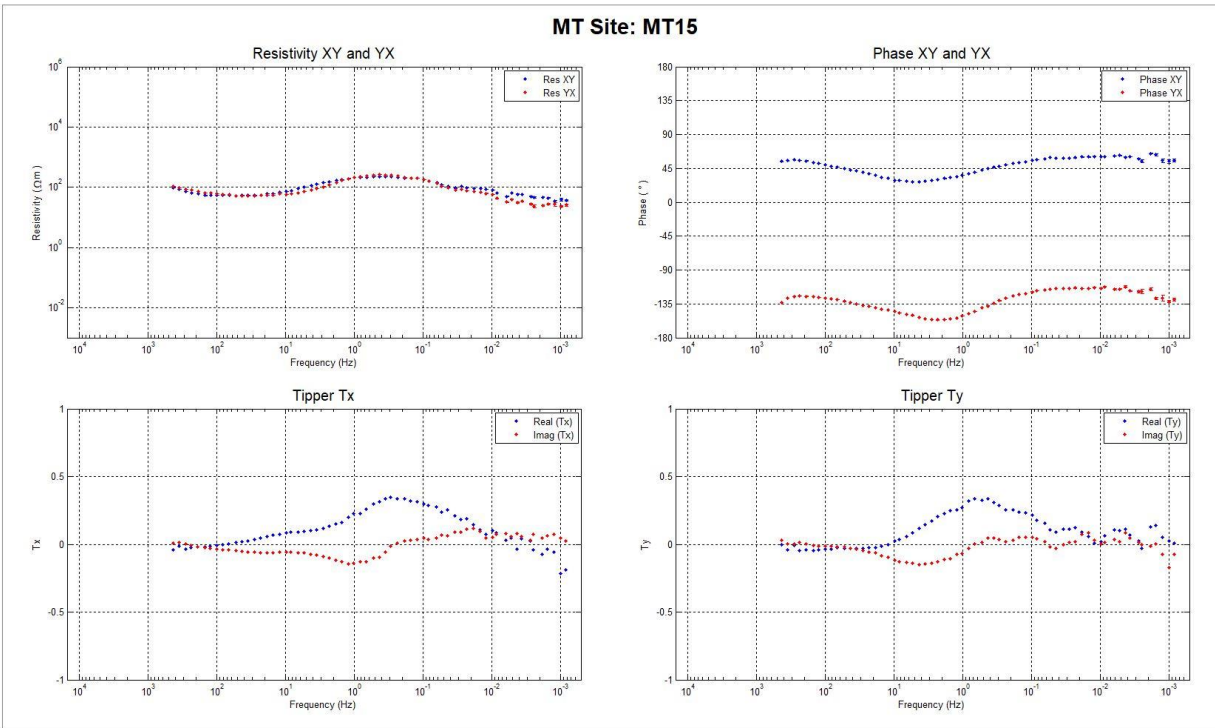 MT Site: MT15
Resistivity XY and YX
Res XY
Res YX
10^6
10^4
10^2
10^0
10^-2
Resistivity (Ωm)
10^4 10^3 10^2 10^1 10^0 10^-1 10^-2 10^-3
Frequency (Hz)
Phase XY and YX
Phase XY
Phase YX
180
135
90
45
0
-45
-90
-135
-180
Phase (°)
10^4 10^3 10^2 10^1 10^0 10^-1 10^-2 10^-3
Frequency (Hz)
Tipper Tx
Real (Tx)
Imag (Tx)
1
0.5
0
-0.5
-1
Tx
10^4 10^3 10^2 10^1 10^0 10^-1 10^-2 10^-3
Frequency (Hz)
Tipper Ty
Real (Ty)
Imag (Ty)
1
0.5
0
-0.5
-1
Ty
10^4 10^3 10^2 10^1 10^0 10^-1 10^-2 10^-3
Frequency (Hz)